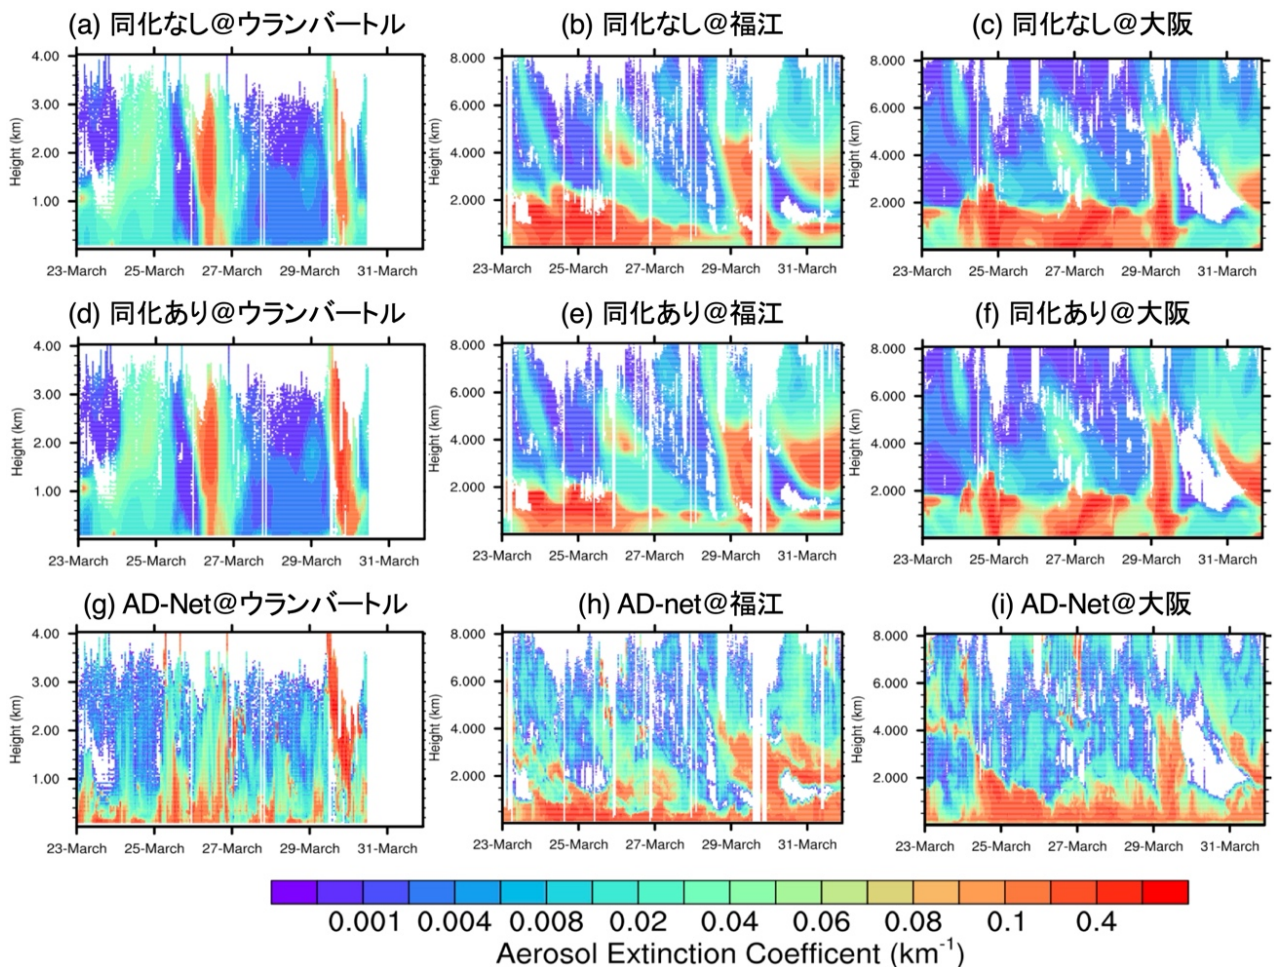 (a) 同化なし@ウランバートル
(b) 同化なし@福江
(c) 同化なし@大阪
4.00
3.00
2.00
1.00
Height (km)
23-March 25-March 27-March 29-March 31-March
8.000
6.000
4.000
2.000
Height (km)
23-March 25-March 27-March 29-March 31-March
8.000
6.000
4.000
2.000
Height (km)
23-March 25-March 27-March 29-March 31-March
(d) 同化あり@ウランバートル
(e) 同化あり@福江
(f) 同化あり@大阪
4.00
3.00
2.00
1.00
Height (km)
23-March 25-March 27-March 29-March 31-March
8.000
6.000
4.000
2.000
Height (km)
23-March 25-March 27-March 29-March 31-March
8.000
6.000
4.000
2.000
Height (km)
23-March 25-March 27-March 29-March 31-March
(g) AD-Net@ウランバートル
(h) AD-net@福江
(i) AD-Net@大阪
4.00
3.00
2.00
1.00
Height (km)
23-March 25-March 27-March 29-March 31-March
8.000
6.000
4.000
2.000
Height (km)
23-March 25-March 27-March 29-March 31-March
8.000
6.000
4.000
2.000
Height (km)
23-March 25-March 27-March 29-March 31-March
0.001 0.004 0.008 0.02 0.04 0.06 0.08 0.1 0.4
Aerosol Extinction Coefficent (km⁻¹)